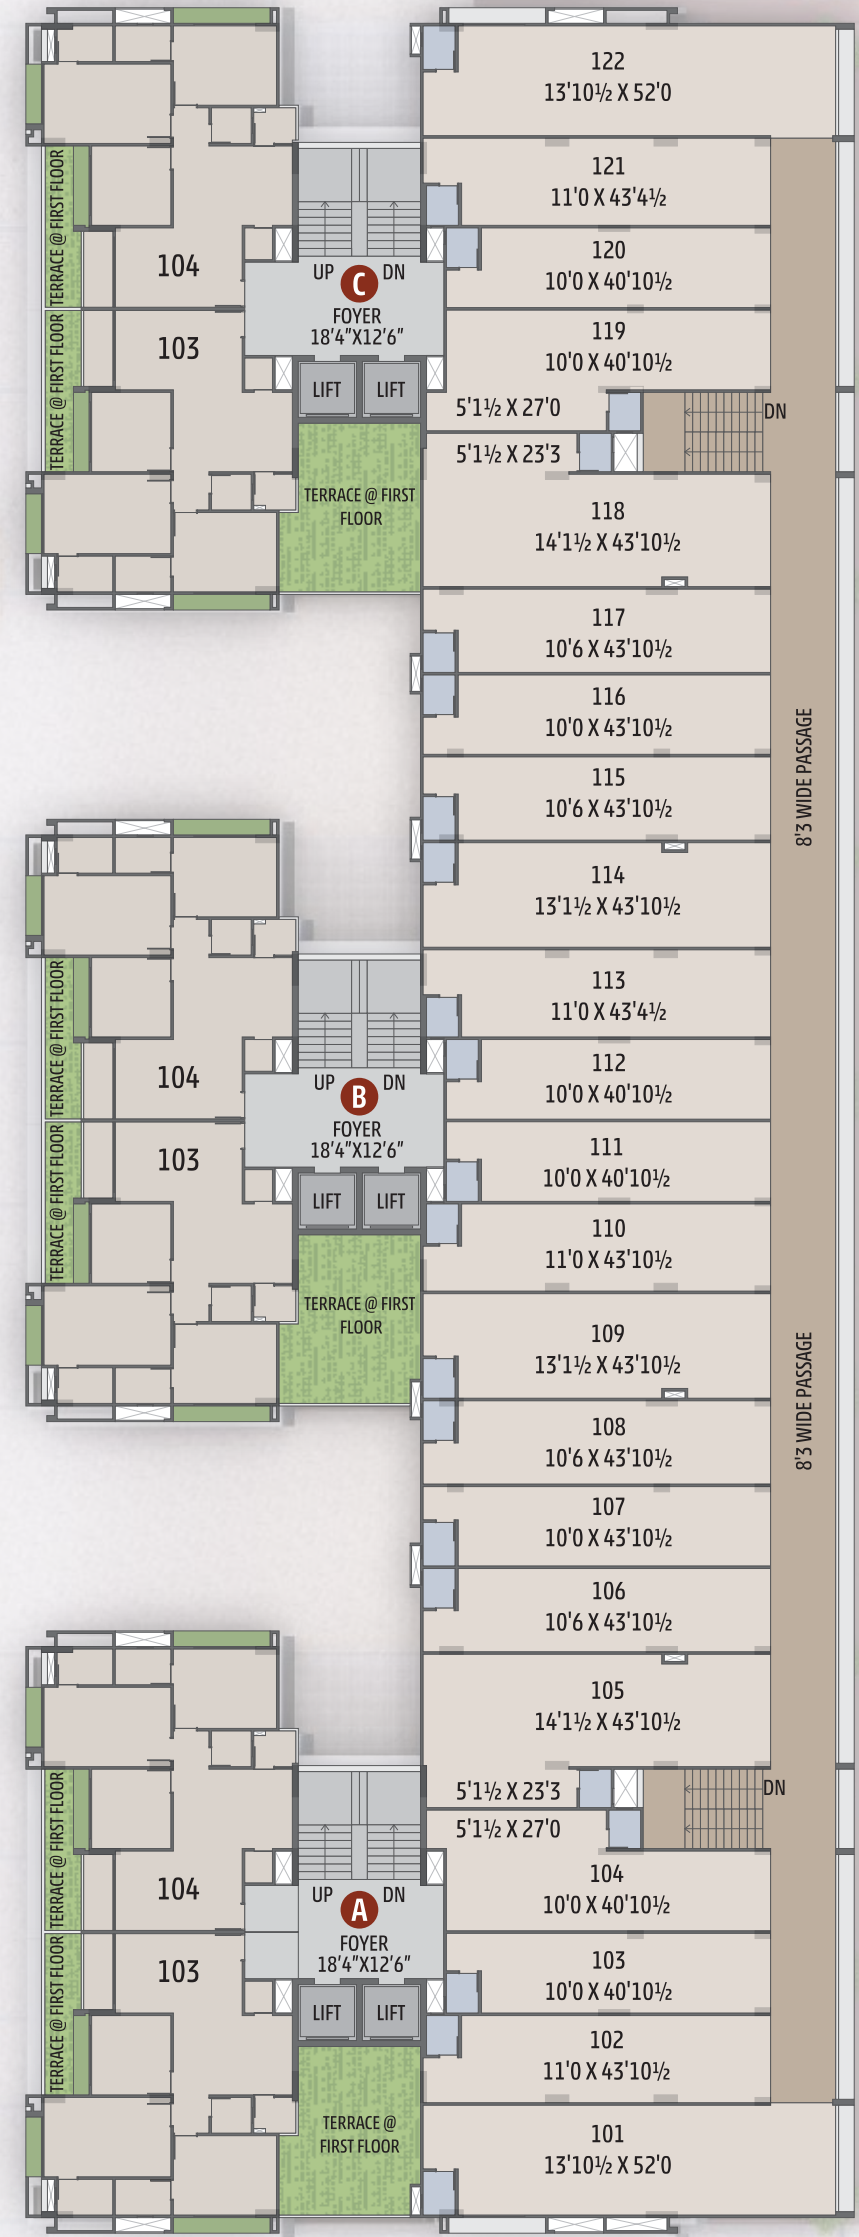 122
13'10½ X 52'0
121
11'0 X 43'4½
TERRACE @ FIRST FLOOR
104
120
10'0 X 40'10½
UP
C
DN
FOYER
18'4"X12'6"
TERRACE @ FIRST FLOOR
103
119
10'0 X 40'10½
LIFT
LIFT
5'1½ X 27'0
DN
5'1½ X 23'3
TERRACE @ FIRST
FLOOR
118
14'1½ X 43'10½
117
10'6 X 43'10½
116
10'0 X 43'10½
8'3 WIDE PASSAGE
115
10'6 X 43'10½
114
13'1½ X 43'10½
113
11'0 X 43'4½
TERRACE @ FIRST FLOOR
104
112
10'0 X 40'10½
UP
B
DN
FOYER
18'4"X12'6"
TERRACE @ FIRST FLOOR
103
111
10'0 X 40'10½
LIFT
LIFT
110
11'0 X 43'10½
TERRACE @ FIRST
FLOOR
109
13'1½ X 43'10½
8'3 WIDE PASSAGE
108
10'6 X 43'10½
107
10'0 X 43'10½
106
10'6 X 43'10½
105
14'1½ X 43'10½
5'1½ X 23'3
DN
5'1½ X 27'0
TERRACE @ FIRST FLOOR
104
104
10'0 X 40'10½
UP
A
DN
FOYER
18'4"X12'6"
TERRACE @ FIRST FLOOR
103
103
10'0 X 40'10½
LIFT
LIFT
102
11'0 X 43'10½
TERRACE @
FIRST FLOOR
101
13'10½ X 52'0